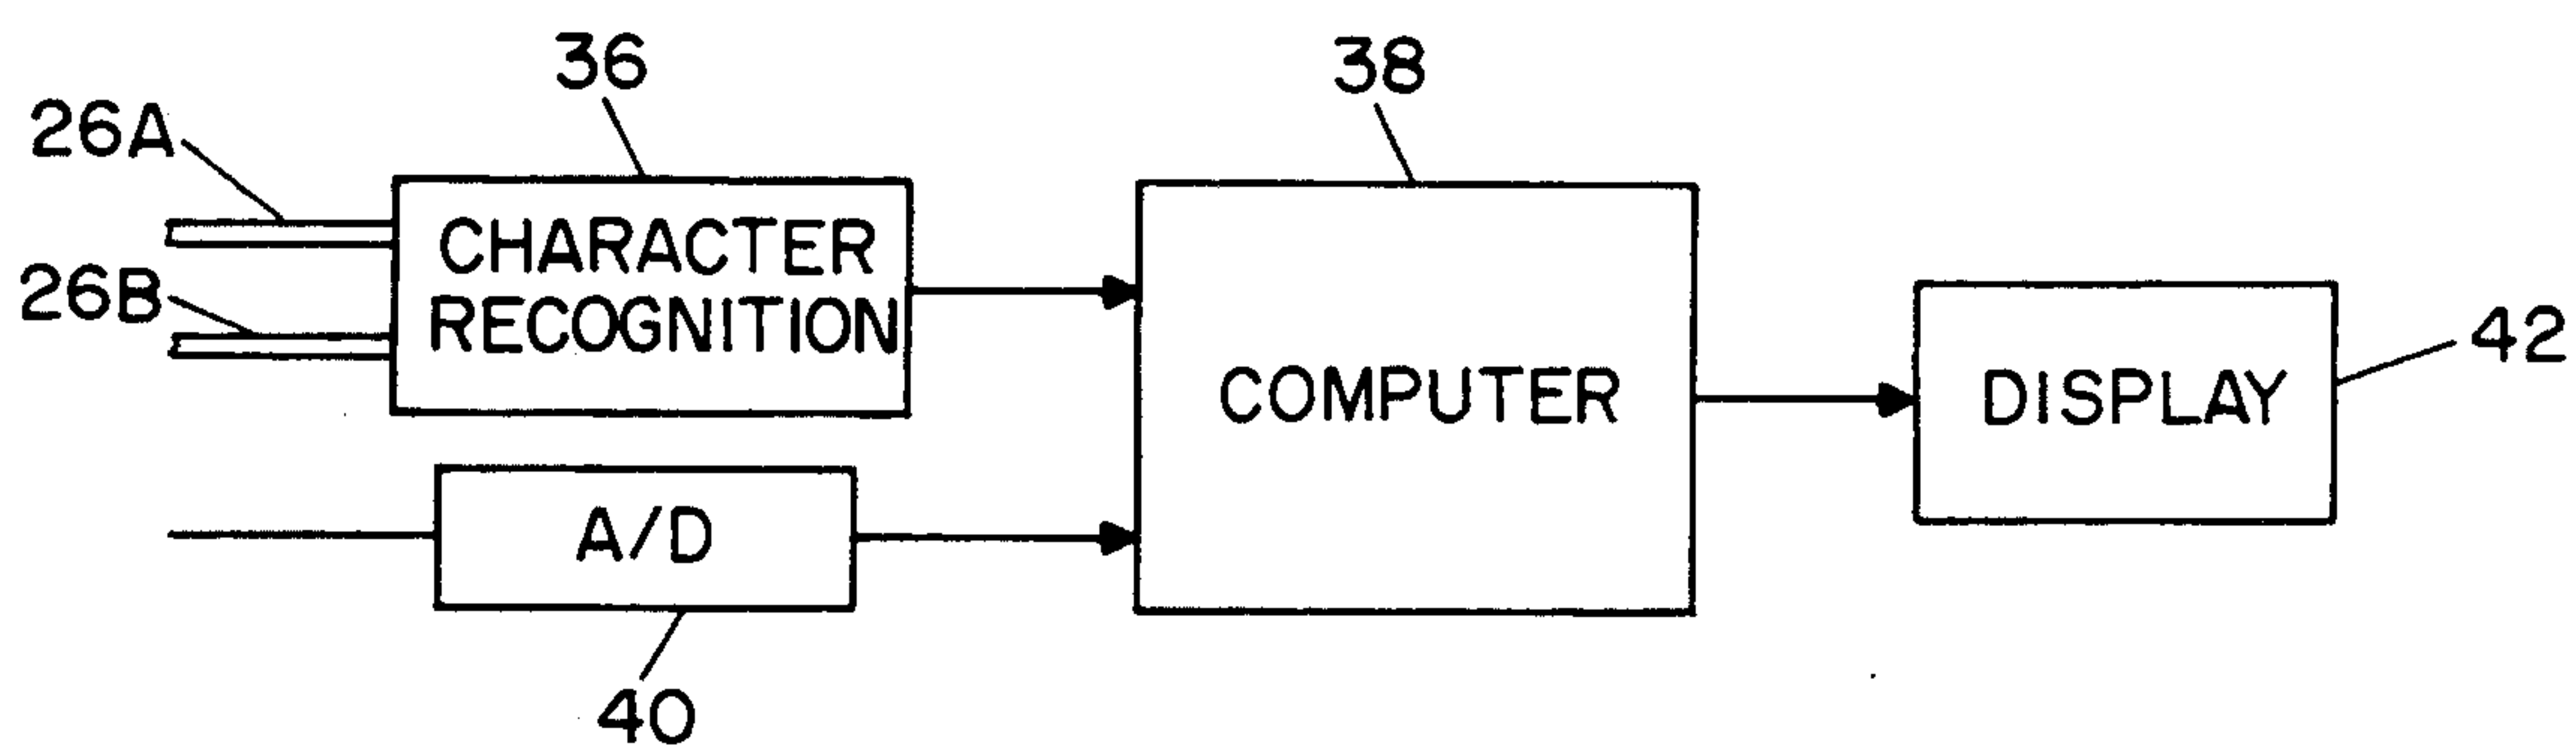 36
38
26A
CHARACTER
RECOGNITION
26B
COMPUTER
DISPLAY
42
A/D
40